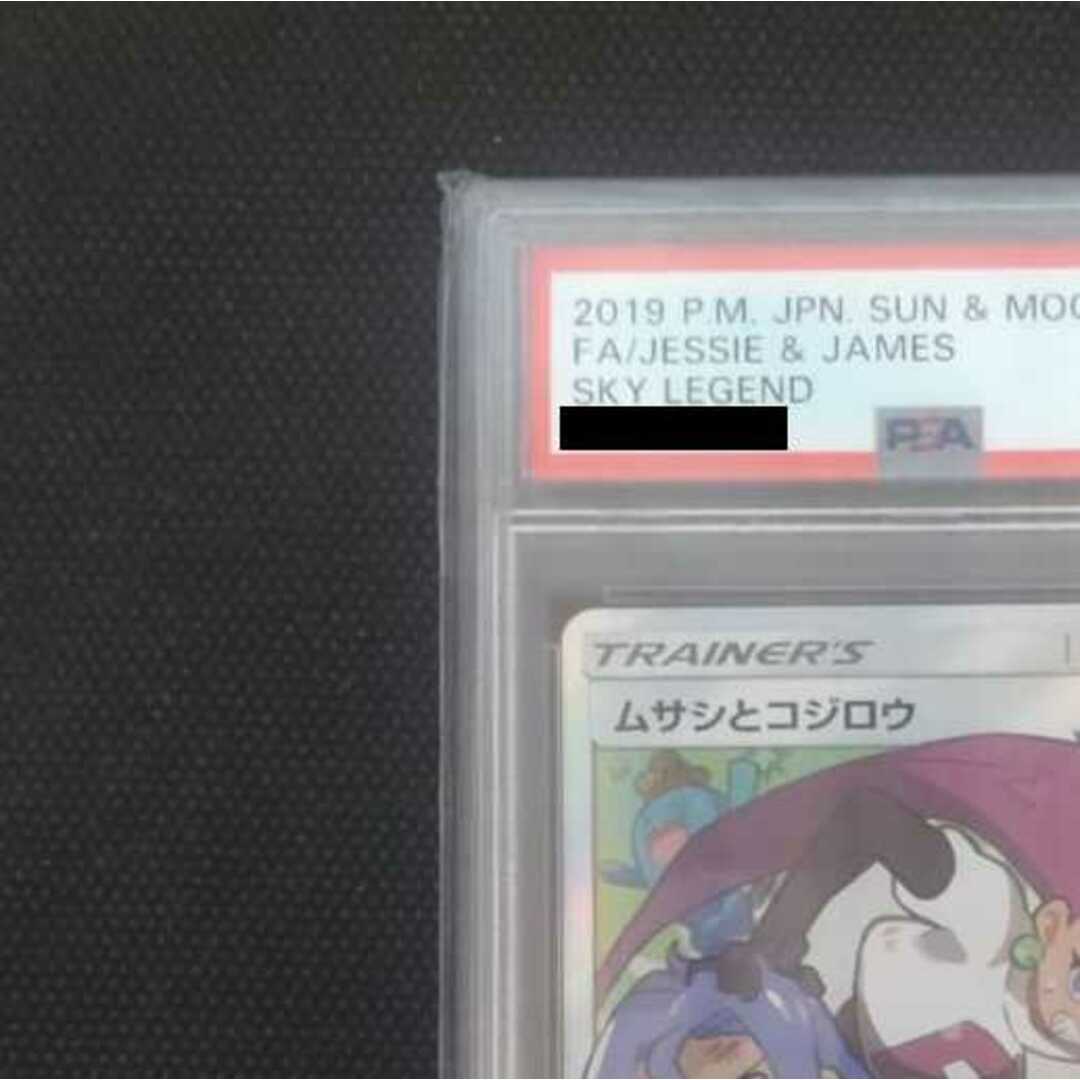 2019 P.M. JPN. SUN & MOO
FA/JESSIE & JAMES
SKY LEGEND
PSA
TRAINER'S
ムサシとコジロウ